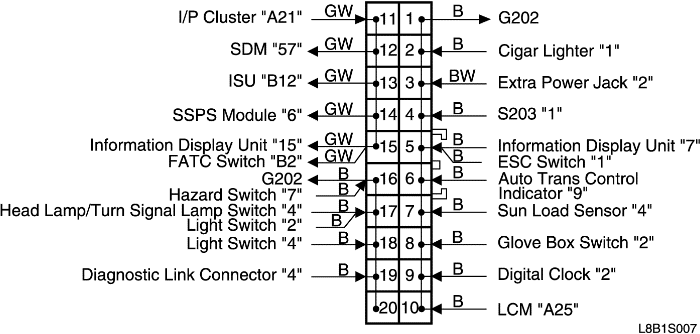 I/P Cluster "A21" GW 11 1 B G202
SDM "57" GW 12 2 B Cigar Lighter "1"
ISU "B12" GW 13 3 BW Extra Power Jack "2"
SSPS Module "6" GW 14 4 B S203 "1"
Information Display Unit "15" GW 15 5 B Information Display Unit "7"
FATC Switch "B2" GW B ESC Switch "1"
G202 B 16 6 B Auto Trans Control
Hazard Switch "7" B Indicator "9"
Head Lamp/Turn Signal Lamp Switch "4" B 17 7 B Sun Load Sensor "4"
Light Switch "2" B
Light Switch "4" B 18 8 B Glove Box Switch "2"
Diagnostic Link Connector "4" B 19 9 B Digital Clock "2"
20 10 B LCM "A25"
L8B1S007